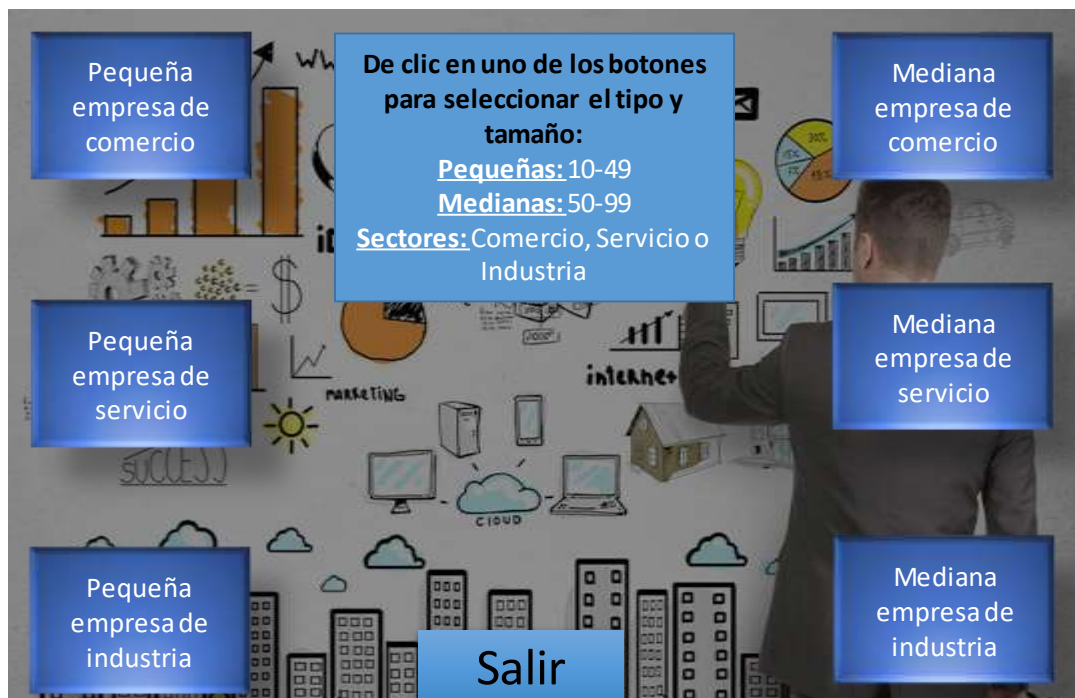 Pequeña
empresa de
comercio
De clic en uno de los botones
para seleccionar el tipo y
tamaño:
Pequeñas: 10-49
Medianas: 50-99
Sectores: Comercio, Servicio o
Industria
Mediana
empresa de
comercio
Pequeña
empresa de
servicio
Mediana
empresa de
servicio
Pequeña
empresa de
industria
Mediana
empresa de
industria
Salir
30%
15%
$
MARKETING
internet
SUCCESS
CLOUD